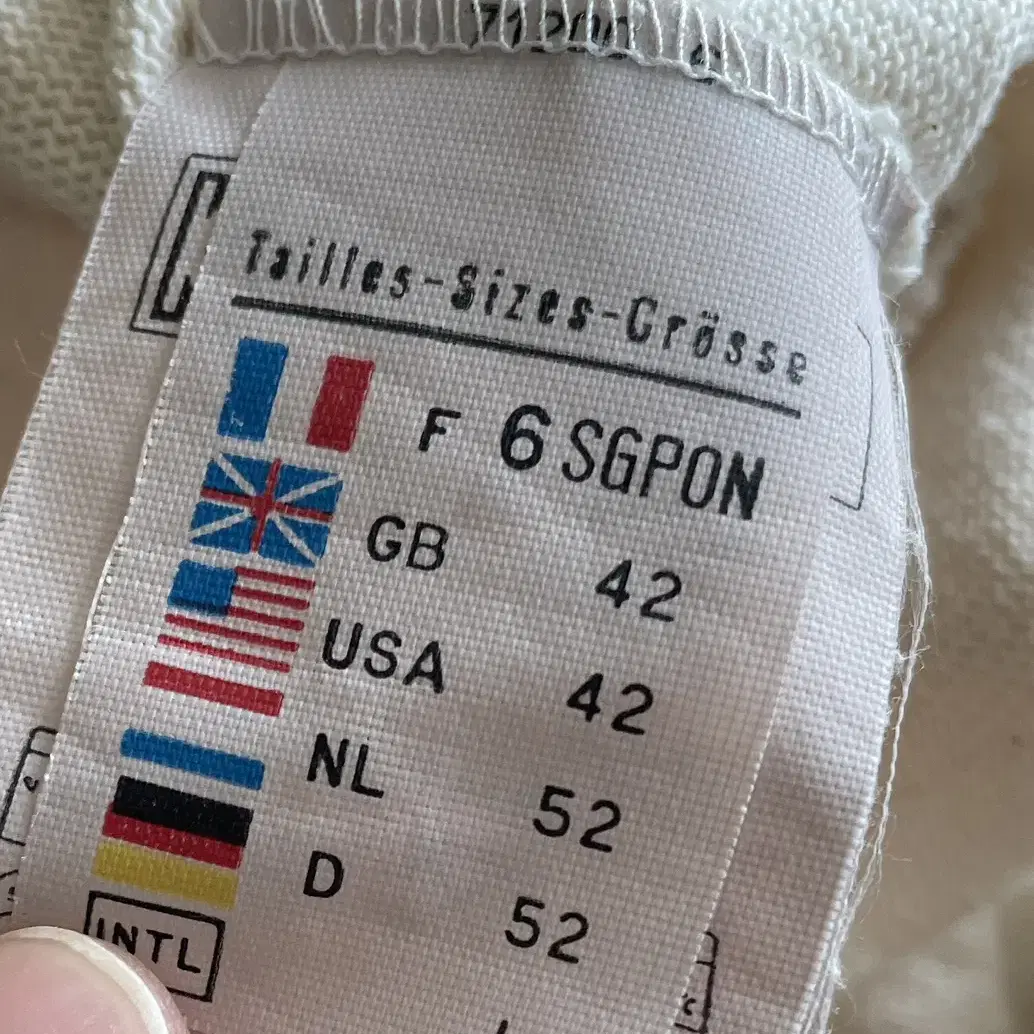 Tailles-Sizes-Grösse
F 6 SGPON
GB 42
USA 42
NL 52
D 52
INTL